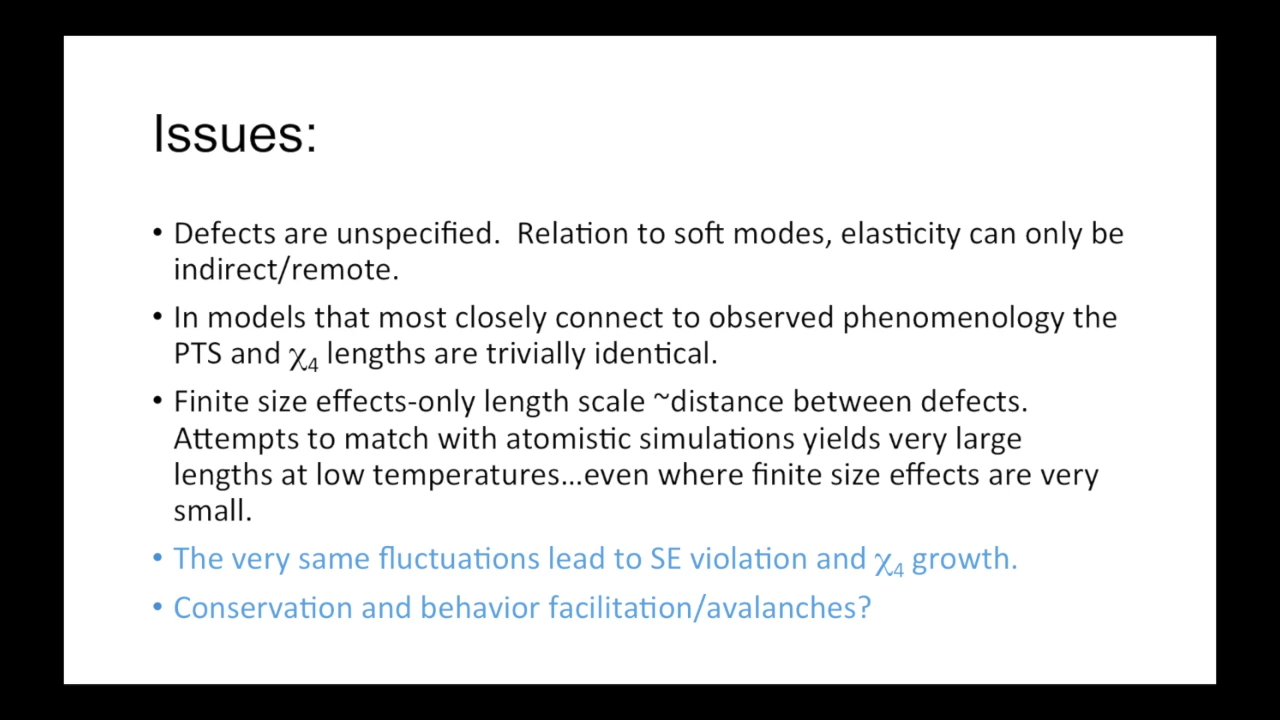 Issues:
• Defects are unspecified.  Relation to soft modes, elasticity can only be
indirect/remote.
• In models that most closely connect to observed phenomenology the
PTS and χ₄ lengths are trivially identical.
• Finite size effects-only length scale ~distance between defects.
Attempts to match with atomistic simulations yields very large
lengths at low temperatures…even where finite size effects are very
small.
• The very same fluctuations lead to SE violation and χ₄ growth.
• Conservation and behavior facilitation/avalanches?